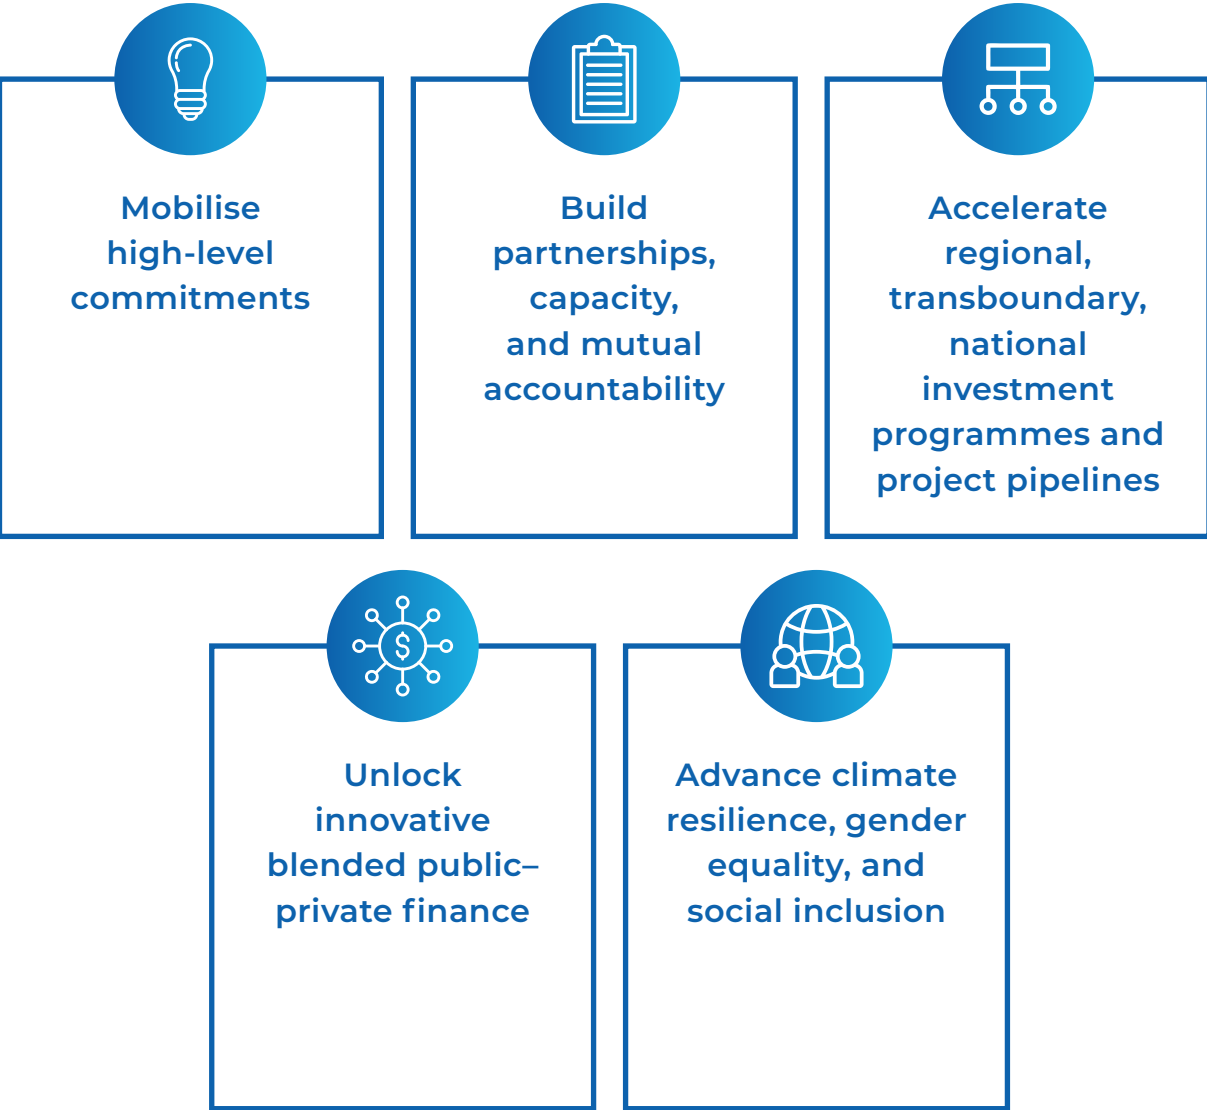 Mobilise
high-level
commitments
Build
partnerships,
capacity,
and mutual
accountability
Accelerate
regional,
transboundary,
national
investment
programmes and
project pipelines
$
Unlock
innovative
blended public–
private finance
Advance climate
resilience, gender
equality, and
social inclusion